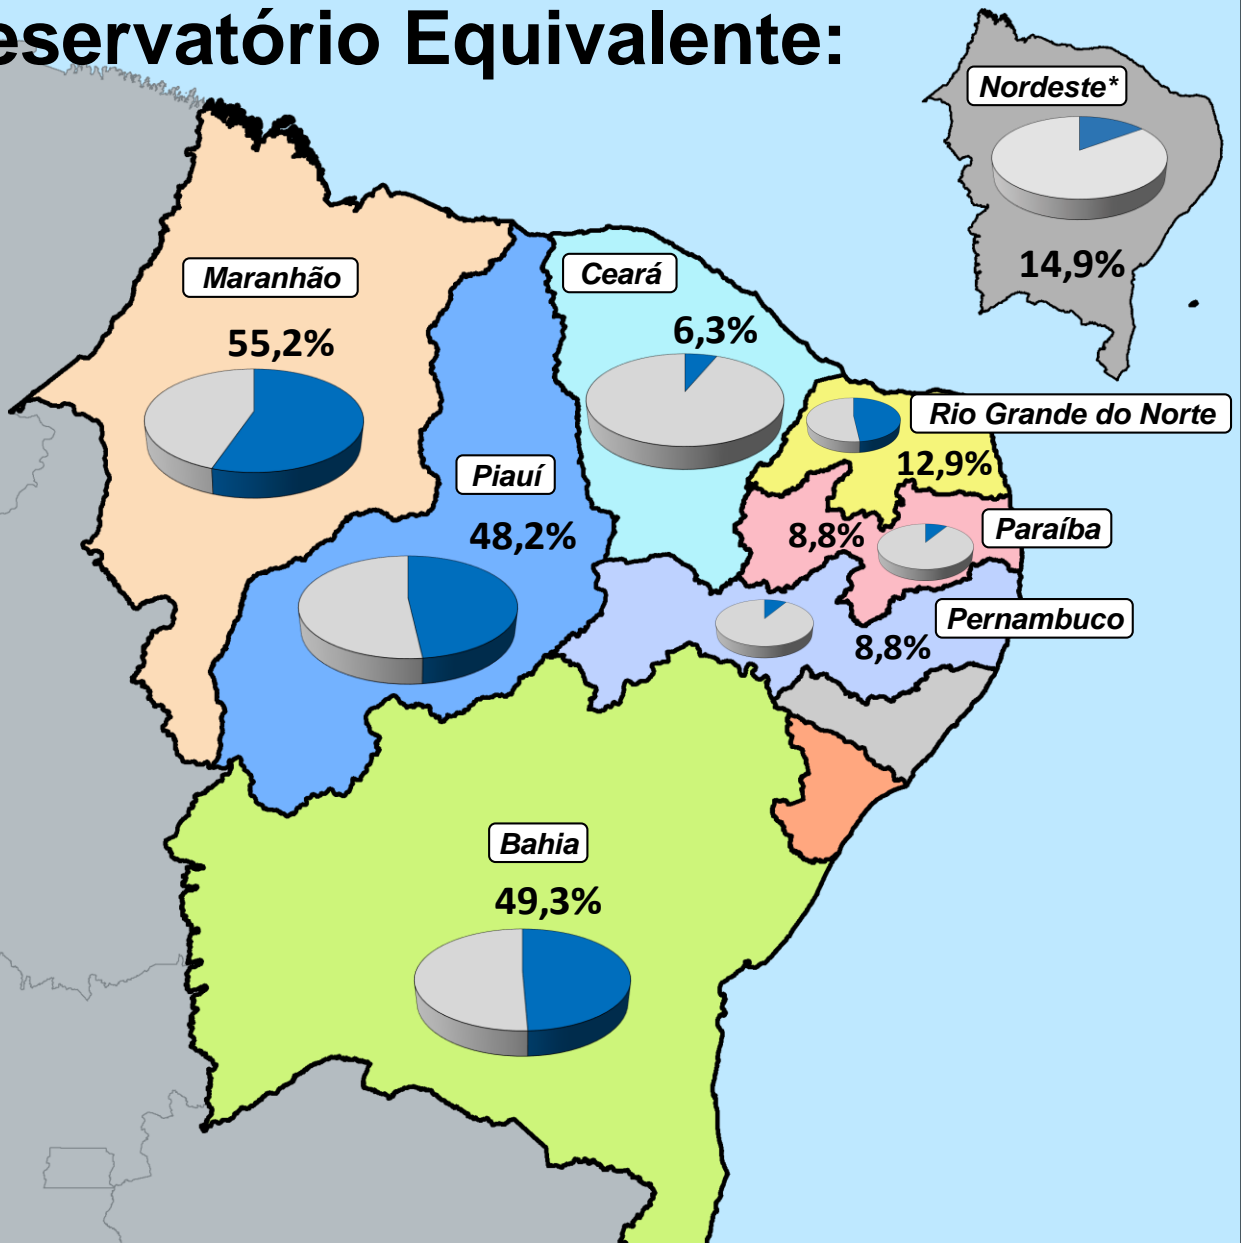 eservatório Equivalente:
Nordeste*
14,9%
Maranhão
55,2%
Ceará
6,3%
Rio Grande do Norte
12,9%
Piauí
48,2%
Paraíba
8,8%
Pernambuco
8,8%
Bahia
49,3%